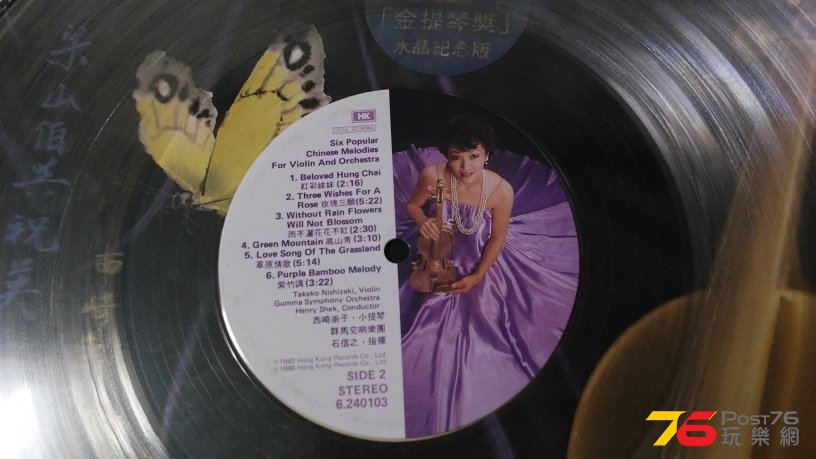 「金提琴獎」
水晶紀念版
梁山伯與祝英
HK
DIGITAL RECORDING
Six Popular
Chinese Melodies
For Violin And Orchestra
1. Beloved Hung Chai
紅彩妹妹 (2:16)
2. Three Wishes For A
Rose 玫瑰三願(5:22)
3. Without Rain Flowers
Will Not Blossom
雨不灑花花不紅(2:30)
4. Green Mountain 高山青(3:10)
5. Love Song Of The Grassland
草原情歌(5:14)
6. Purple Bamboo Melody
紫竹調(3:22)
Takako Nishizaki, Violin
Gumma Symphony Orchestra
Henry Shek, Conductor
西崎崇子·小提琴
群馬交响樂團
石信之·指揮
℗1982 Hong Kong Records Co., Ltd.
©1986 Hong Kong Records Co., Ltd.
SIDE 2
STEREO
6.240103
76 Post76
玩樂網